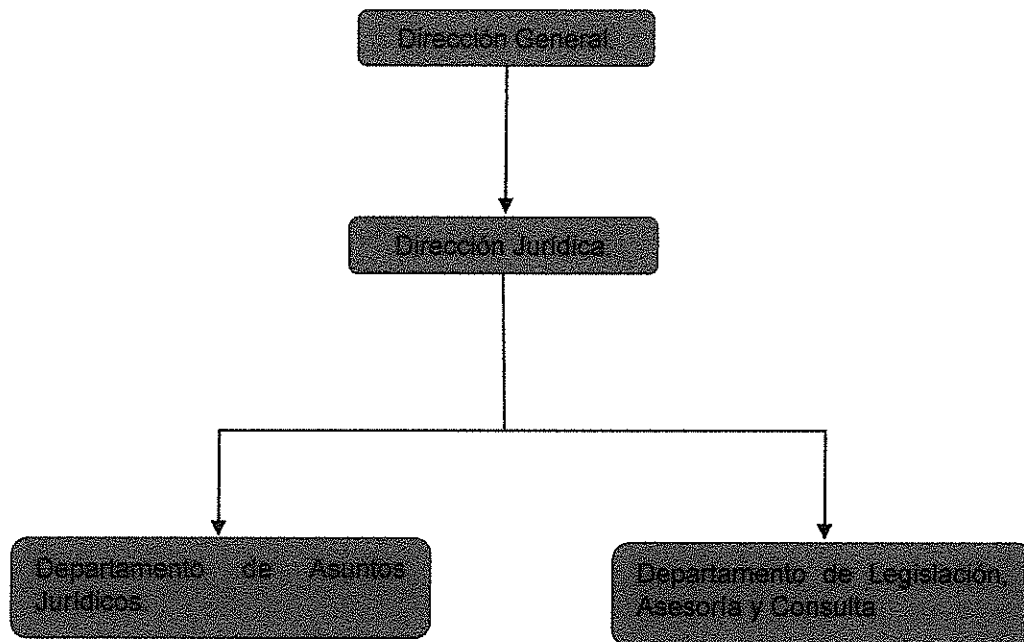 Dirección General
Dirección Jurídica
Departamento de Asuntos
Jurídicos
Departamento de Legislación,
Asesoría y Consulta